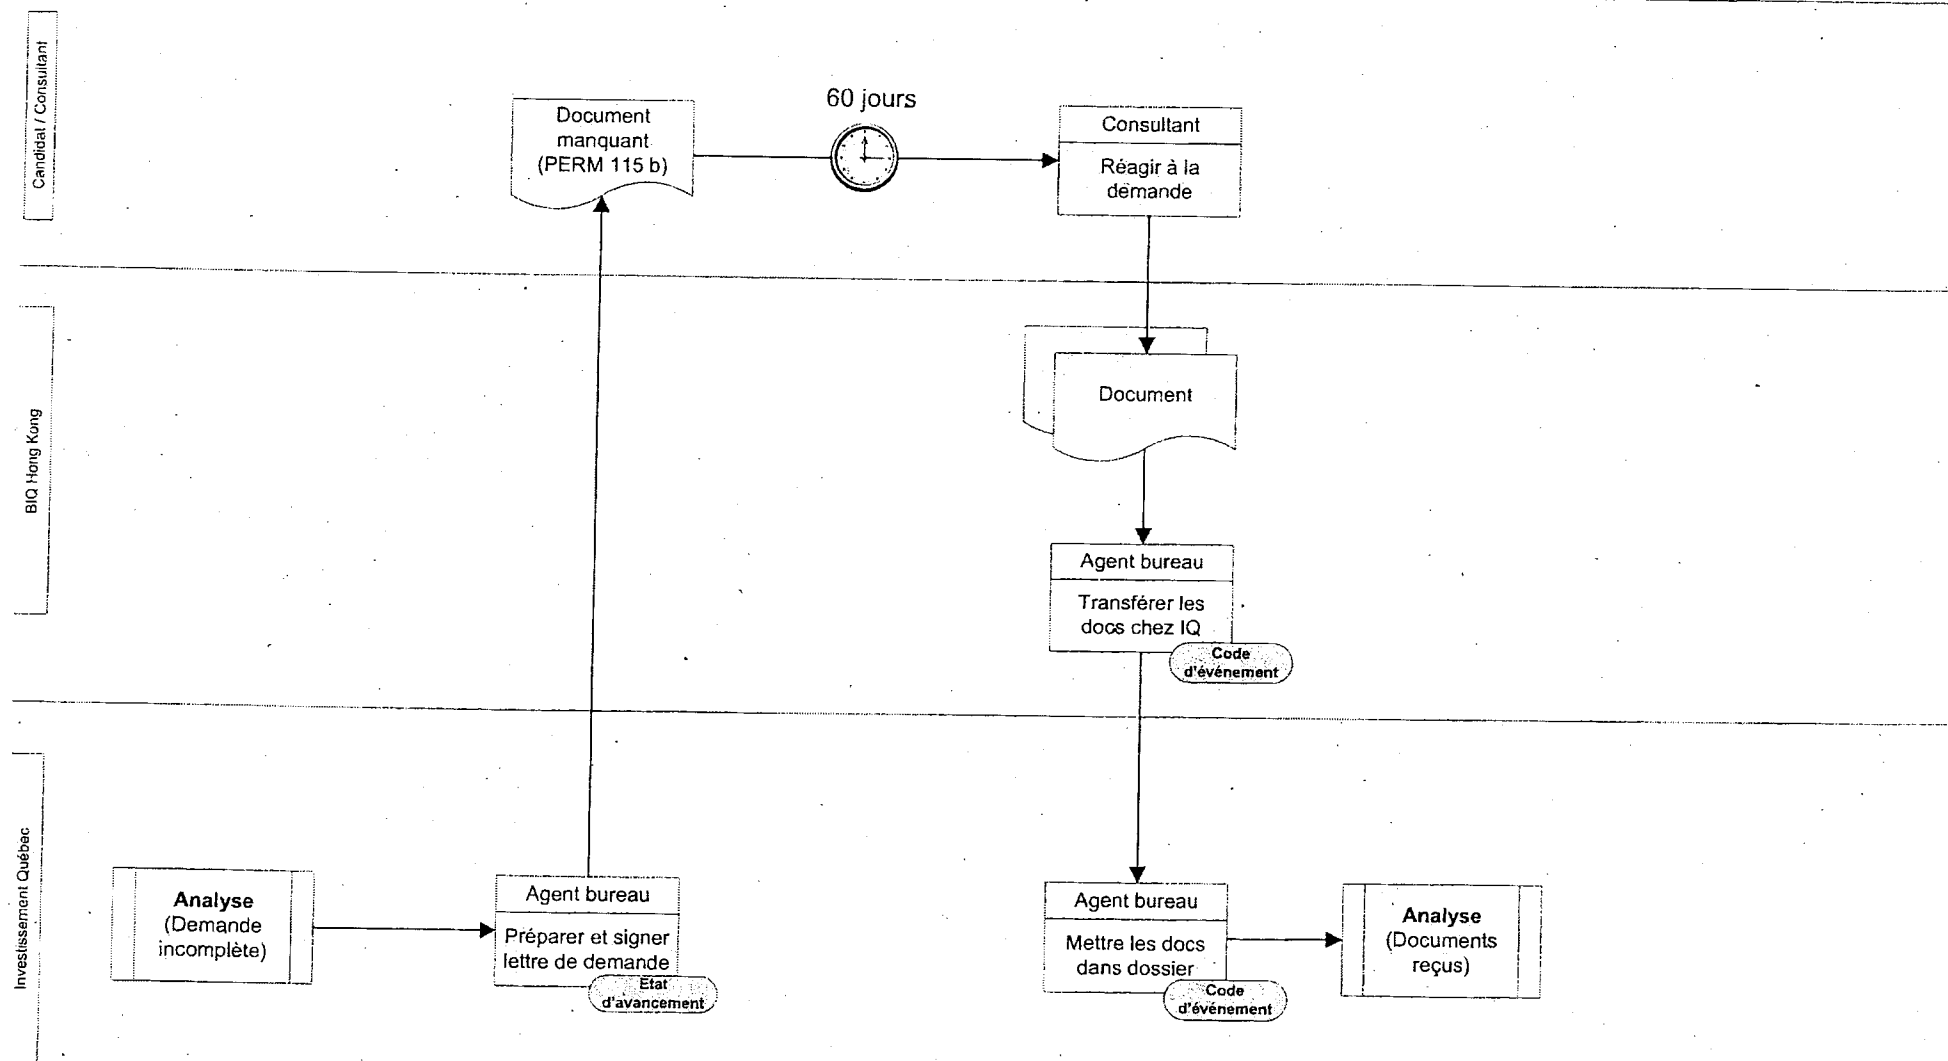 Candidat / Consultant
Document
manquant
(PERM 115 b)
60 jours
Consultant
Réagir à la
demande
BIQ Hong Kong
Document
Agent bureau
Transférer les
docs chez IQ
Code
d'événement
Investissement Québec
Analyse
(Demande
incomplète)
Agent bureau
Préparer et signer
lettre de demande
État
d'avancement
Agent bureau
Mettre les docs
dans dossier
Code
d'événement
Analyse
(Documents
reçus)